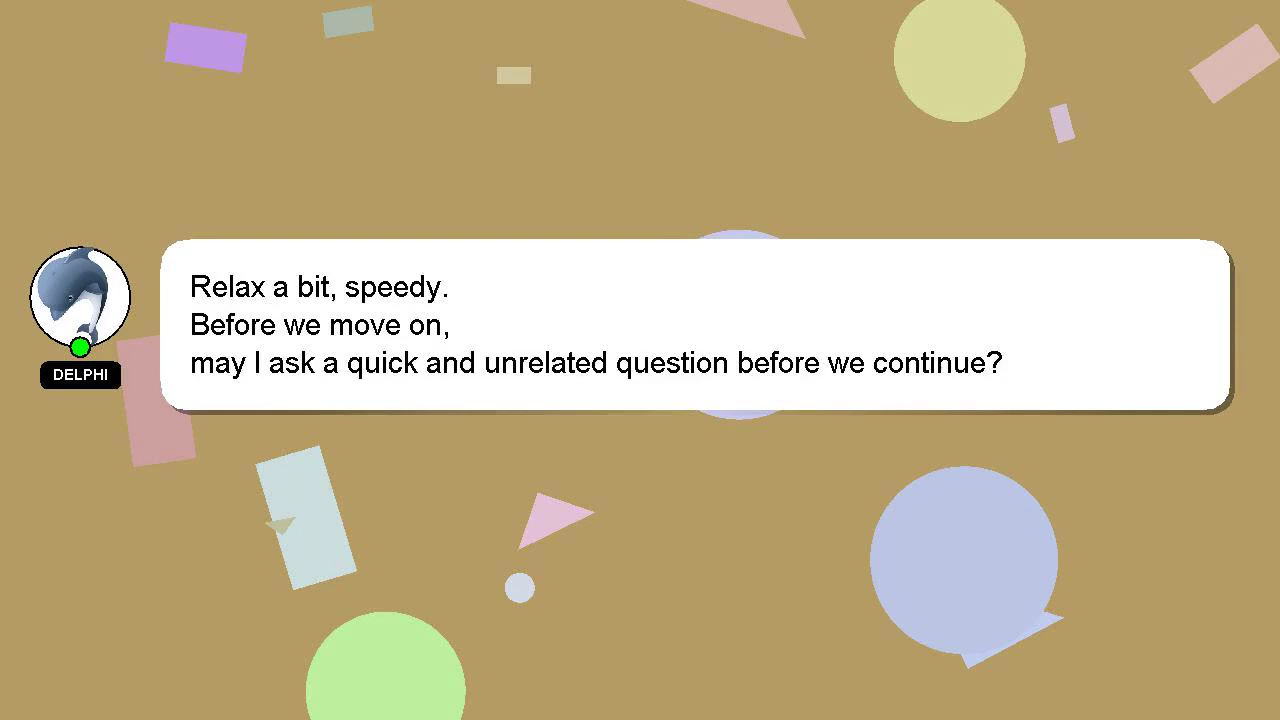 Relax a bit, speedy.
Before we move on,
may I ask a quick and unrelated question before we continue?
DELPHI